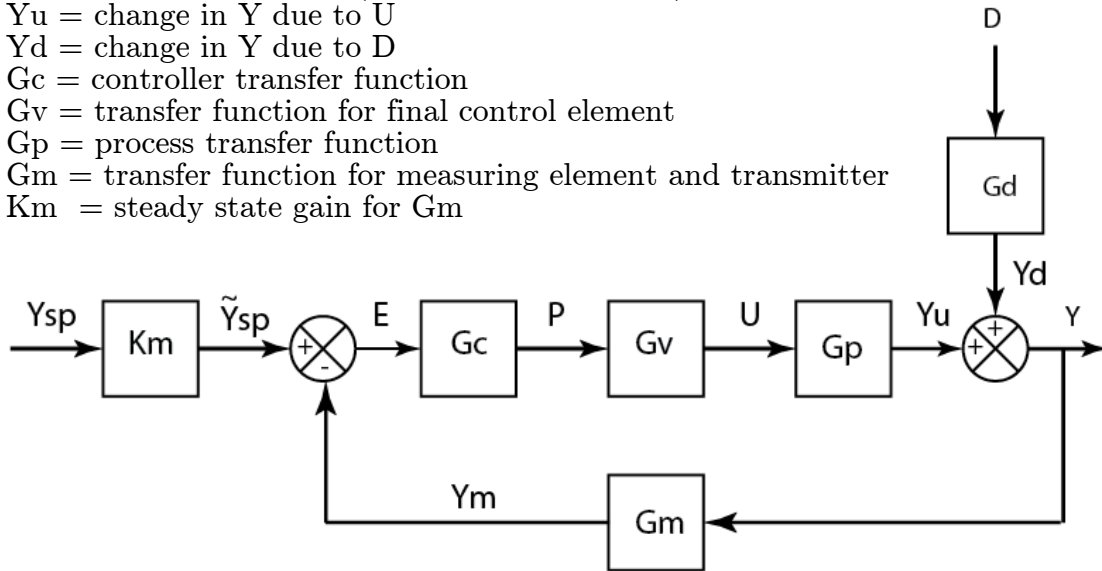 Yu = change in Y due to U
Yd = change in Y due to D
Gc = controller transfer function
Gv = transfer function for final control element
Gp = process transfer function
Gm = transfer function for measuring element and transmitter
Km = steady state gain for Gm
D
Gd
Yd
Ysp
Km
Ỹsp
+
-
E
Gc
P
Gv
U
Gp
Yu
+
+
Y
Ym
Gm